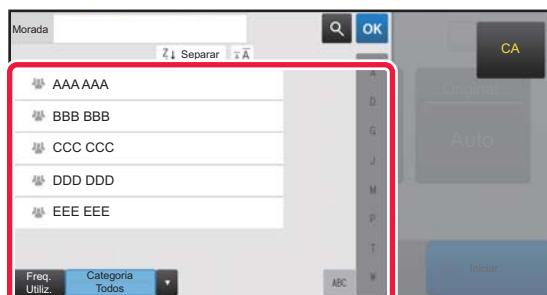 Morada
OK
CA
Separar
AAA AAA
BBB BBB
CCC CCC
DDD DDD
EEE EEE
A
D
G
J
M
P
T
Original
Auto
Freq.
Utiliz.
Categoria
Todos
ABC
Iniciar